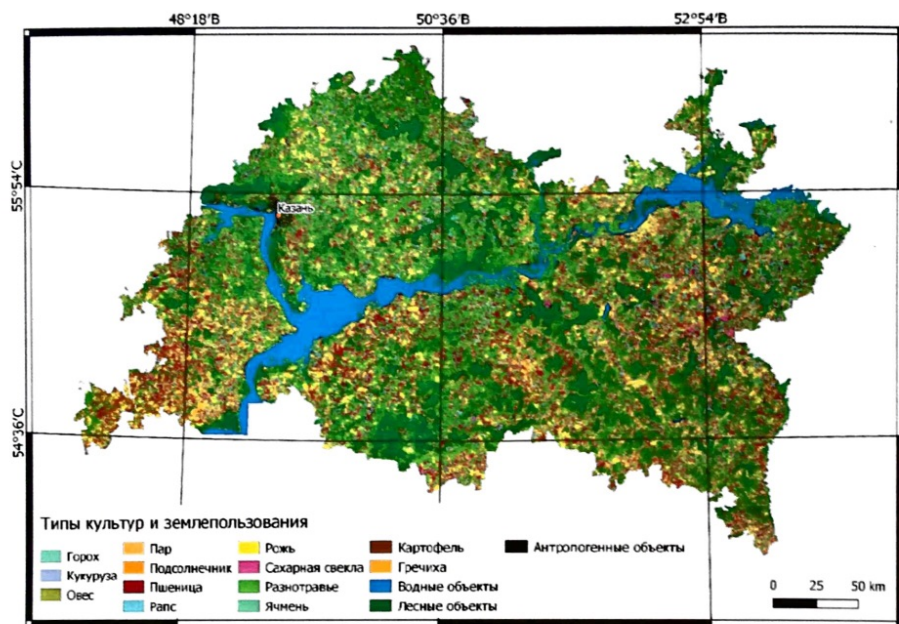 48°18'В 50°36'В 52°54'В
55°54'С
Казань
54°36'С
Типы культур и землепользования
Горох
Кукуруза
Овес
Пар
Подсолнечник
Пшеница
Рапс
Рожь
Сахарная свекла
Разнотравье
Ячмень
Картофель
Гречиха
Водные объекты
Лесные объекты
Антропогенные объекты
0 25 50 km